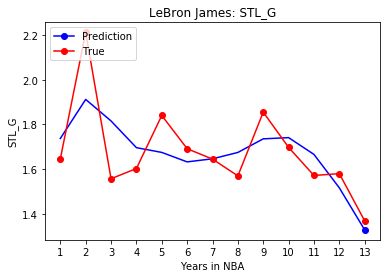 LeBron James: STL_G
Prediction
True
2.2
2.0
1.8
1.6
1.4
STL_G
1 2 3 4 5 6 7 8 9 10 11 12 13
Years in NBA